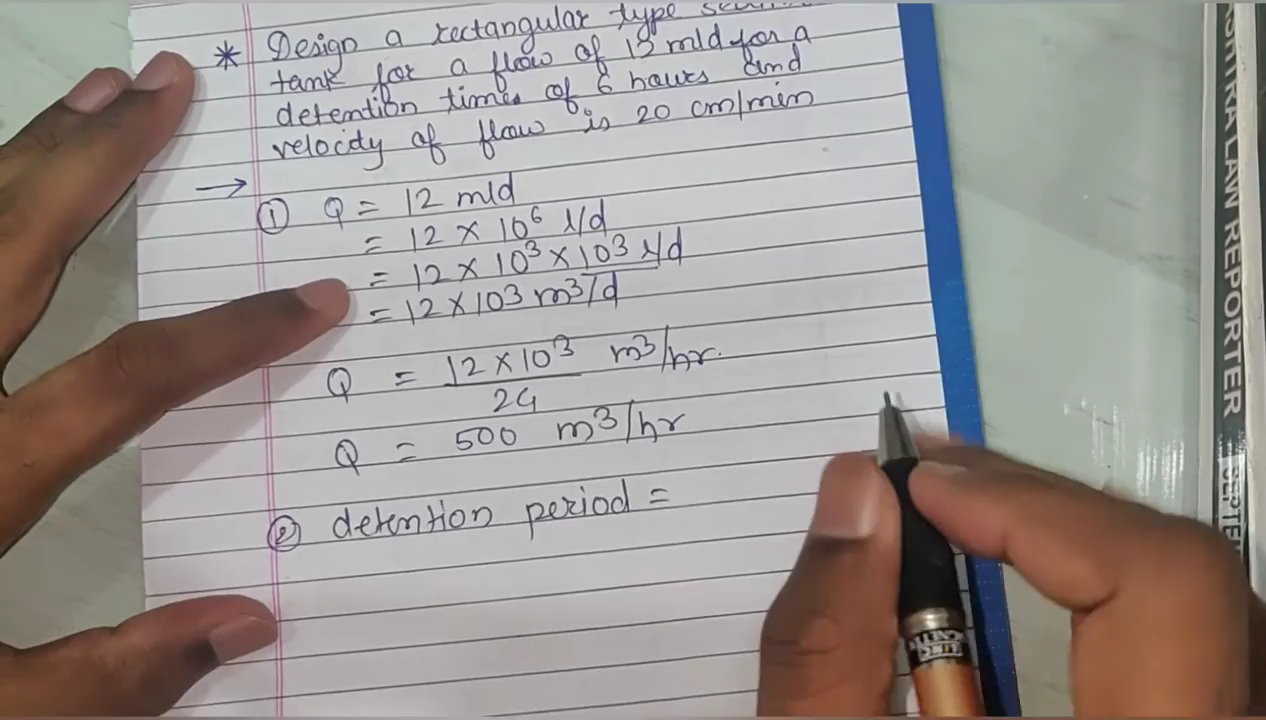 * Design a rectangular type
tank for a flow of 12 mld for a
detention times of 6 hours and
velocity of flow is 20 cm/min
→
① Q = 12 mld
= 12 × 10⁶ l/d
= 12 × 10³ × 10³ l/d
= 12 × 10³ m³/d
Q = 12 × 10³ m³/hr.
24
Q = 500 m³/hr
② detention period =
LAW REPORTER